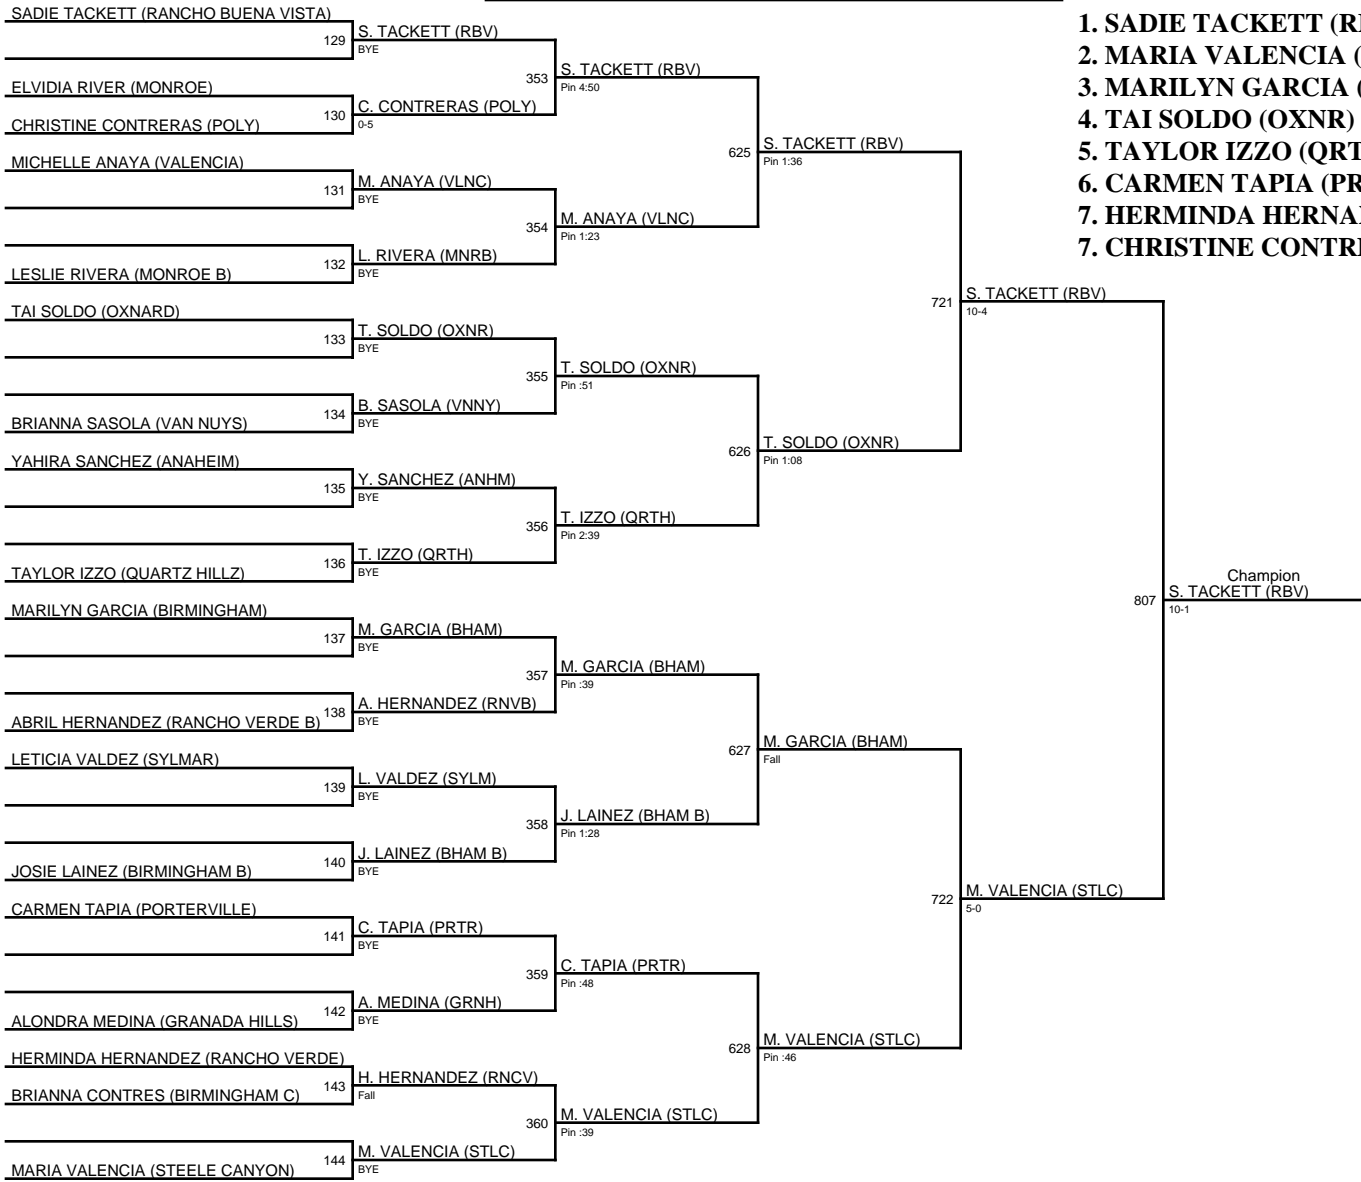 SADIE TACKETT (RANCHO BUENA VISTA)
129 S. TACKETT (RBV)
BYE
353 S. TACKETT (RBV)
Pin 4:50
ELVIDIA RIVER (MONROE)
130 C. CONTRERAS (POLY)
0-5
CHRISTINE CONTRERAS (POLY)
625 S. TACKETT (RBV)
Pin 1:36
MICHELLE ANAYA (VALENCIA)
131 M. ANAYA (VLNC)
BYE
354 M. ANAYA (VLNC)
Pin 1:23
132 L. RIVERA (MNRB)
BYE
LESLIE RIVERA (MONROE B)
721 S. TACKETT (RBV)
10-4
TAI SOLDO (OXNARD)
133 T. SOLDO (OXNR)
BYE
355 T. SOLDO (OXNR)
Pin :51
134 B. SASOLA (VNNY)
BYE
BRIANNA SASOLA (VAN NUYS)
626 T. SOLDO (OXNR)
Pin 1:08
YAHIRA SANCHEZ (ANAHEIM)
135 Y. SANCHEZ (ANHM)
BYE
356 T. IZZO (QRTH)
Pin 2:39
136 T. IZZO (QRTH)
BYE
TAYLOR IZZO (QUARTZ HILLZ)
Champion
807 S. TACKETT (RBV)
10-1
MARILYN GARCIA (BIRMINGHAM)
137 M. GARCIA (BHAM)
BYE
357 M. GARCIA (BHAM)
Pin :39
138 A. HERNANDEZ (RNVB)
BYE
ABRIL HERNANDEZ (RANCHO VERDE B)
627 M. GARCIA (BHAM)
Fall
LETICIA VALDEZ (SYLMAR)
139 L. VALDEZ (SYLM)
BYE
358 J. LAINEZ (BHAM B)
Pin 1:28
140 J. LAINEZ (BHAM B)
BYE
JOSIE LAINEZ (BIRMINGHAM B)
722 M. VALENCIA (STLC)
5-0
CARMEN TAPIA (PORTERVILLE)
141 C. TAPIA (PRTR)
BYE
359 C. TAPIA (PRTR)
Pin :48
142 A. MEDINA (GRNH)
BYE
ALONDRA MEDINA (GRANADA HILLS)
628 M. VALENCIA (STLC)
Pin :46
HERMINDA HERNANDEZ (RANCHO VERDE)
143 H. HERNANDEZ (RNCV)
Fall
BRIANNA CONTRES (BIRMINGHAM C)
360 M. VALENCIA (STLC)
Pin :39
144 M. VALENCIA (STLC)
BYE
MARIA VALENCIA (STEELE CANYON)
1. SADIE TACKETT
2. MARIA VALENCIA (
3. MARILYN GARCIA (
4. TAI SOLDO (OXNR)
5. TAYLOR IZZO
6. CARMEN TAPIA
7. HERMINDA
7. CHRISTINE